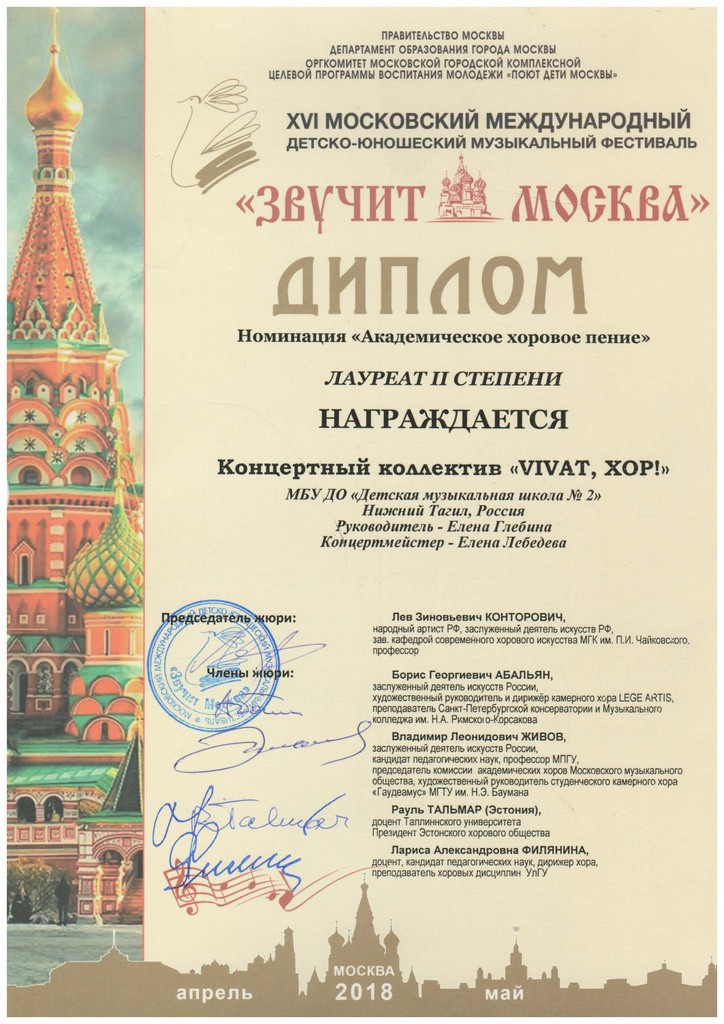 ПРАВИТЕЛЬСТВО МОСКВЫ
ДЕПАРТАМЕНТ ОБРАЗОВАНИЯ ГОРОДА МОСКВЫ
ОРГКОМИТЕТ МОСКОВСКОЙ ГОРОДСКОЙ КОМПЛЕКСНОЙ
ЦЕЛЕВОЙ ПРОГРАММЫ ВОСПИТАНИЯ МОЛОДЕЖИ «ПОЮТ ДЕТИ МОСКВЫ»
XVI МОСКОВСКИЙ МЕЖДУНАРОДНЫЙ
ДЕТСКО-ЮНОШЕСКИЙ МУЗЫКАЛЬНЫЙ ФЕСТИВАЛЬ
«ЗВУЧИТ МОСКВА»
ДИПЛОМ
Номинация «Академическое хоровое пение»
ЛАУРЕАТ II СТЕПЕНИ
НАГРАЖДАЕТСЯ
Концертный коллектив «VIVAT, ХОР!»
МБУ ДО «Детская музыкальная школа № 2»
Нижний Тагил, Россия
Руководитель - Елена Глебина
Концертмейстер - Елена Лебедева
Председатель жюри:
Лев Зиновьевич КОНТОРОВИЧ,
народный артист РФ, заслуженный деятель искусств РФ,
зав. кафедрой современного хорового искусства МГК им. П.И. Чайковского.
профессор
Члены жюри:
Борис Георгиевич АБАЛЬЯН,
заслуженный деятель искусств России,
художественный руководитель и дирижёр камерного хора LEGE ARTIS,
преподаватель Санкт-Петербургской консерватории и Музыкального
колледжа им. Н.А. Римского-Корсакова
Владимир Леонидович ЖИВОВ,
заслуженный деятель искусств России,
кандидат педагогических наук, профессор МПГУ,
председатель комиссии академических хоров Московского музыкального
общества, художественный руководитель студенческого камерного хора
«Гаудеамус» МГТУ им. Н.Э. Баумана
Рауль ТАЛЬМАР (Эстония),
доцент Таллиннского университета
Президент Эстонского хорового общества
Лариса Александровна ФИЛЯНИНА,
доцент, кандидат педагогических наук, дирижер хора,
преподаватель хоровых дисциплин УлГУ
МОСКВА
апрель 2018 май